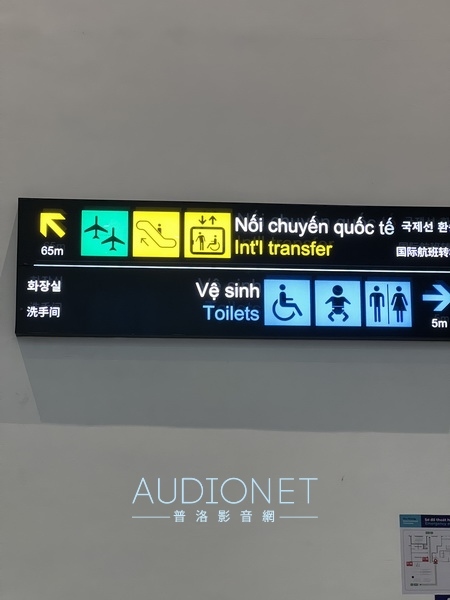 65m
Nối chuyến quốc tế
Int'l transfer
국제선 환
国际航班转
화장실
洗手间
Vệ sinh
Toilets
5m
AUDIONET
普洛影音網